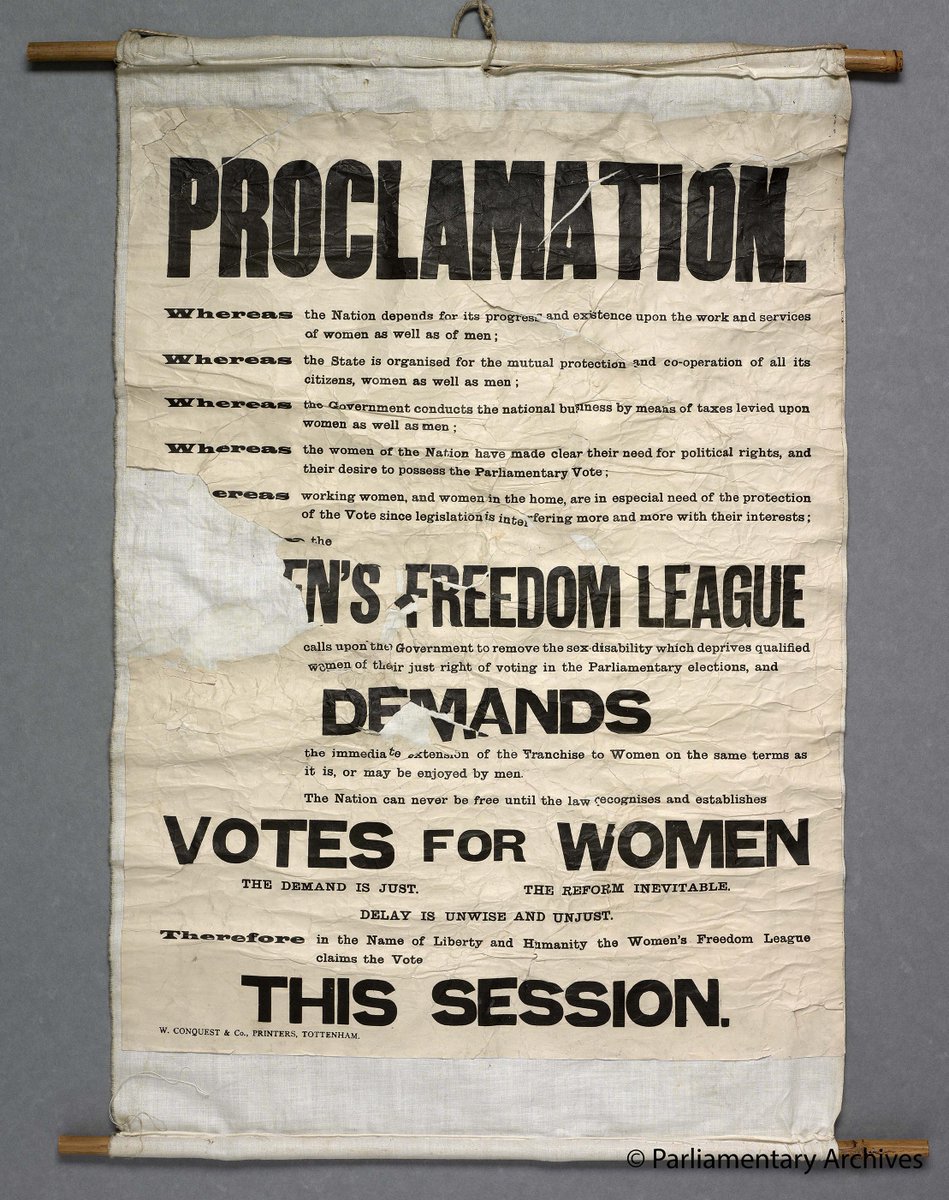 PROCLAMATION.
Whereas the Nation depends for its progress and existence upon the work and services
of women as well as of men;
Whereas the State is organised for the mutual protection and co-operation of all its
citizens, women as well as men;
Whereas the Government conducts the national business by means of taxes levied upon
women as well as men;
Whereas the women of the Nation have made clear their need for political rights, and
their desire to possess the Parliamentary Vote;
ereas working women, and women in the home, are in especial need of the protection
of the Vote since legislation is interfering more and more with their interests;
the
EN'S FREEDOM LEAGUE
calls upon the Government to remove the sex-disability which deprives qualified
women of their just right of voting in the Parliamentary elections, and
DEMANDS
the immediate extension of the Franchise to Women on the same terms as
it is, or may be enjoyed by men.
The Nation can never be free until the law recognises and establishes
VOTES FOR WOMEN
THE DEMAND IS JUST. THE REFORM INEVITABLE.
DELAY IS UNWISE AND UNJUST.
Therefore in the Name of Liberty and Humanity the Women's Freedom League
claims the Vote
THIS SESSION.
W. CONQUEST & Co., PRINTERS, TOTTENHAM.
© Parliamentary Archives